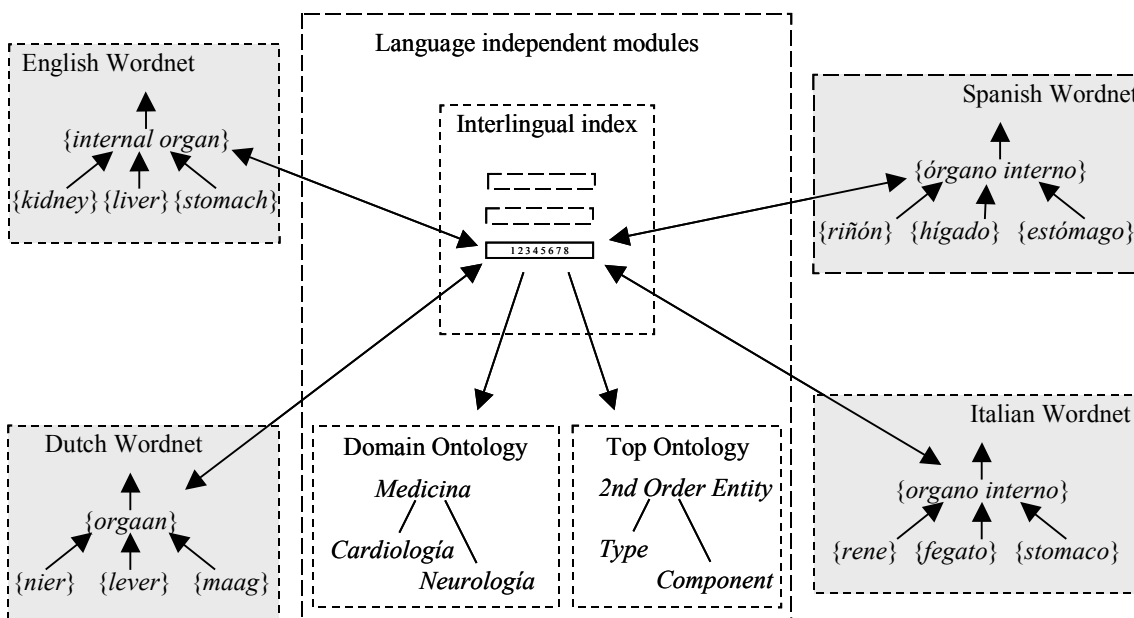 Language independent modules
English Wordnet
{internal organ}
{kidney} {liver} {stomach}
Interlingual index
12345678
Spanish Wordnet
{órgano interno}
{riñón} {hígado} {estómago}
Dutch Wordnet
{orgaan}
{nier} {lever} {maag}
Domain Ontology
Medicina
Cardiología
Neurología
Top Ontology
2nd Order Entity
Type
Component
Italian Wordnet
{organo interno}
{rene} {fegato} {stomaco}